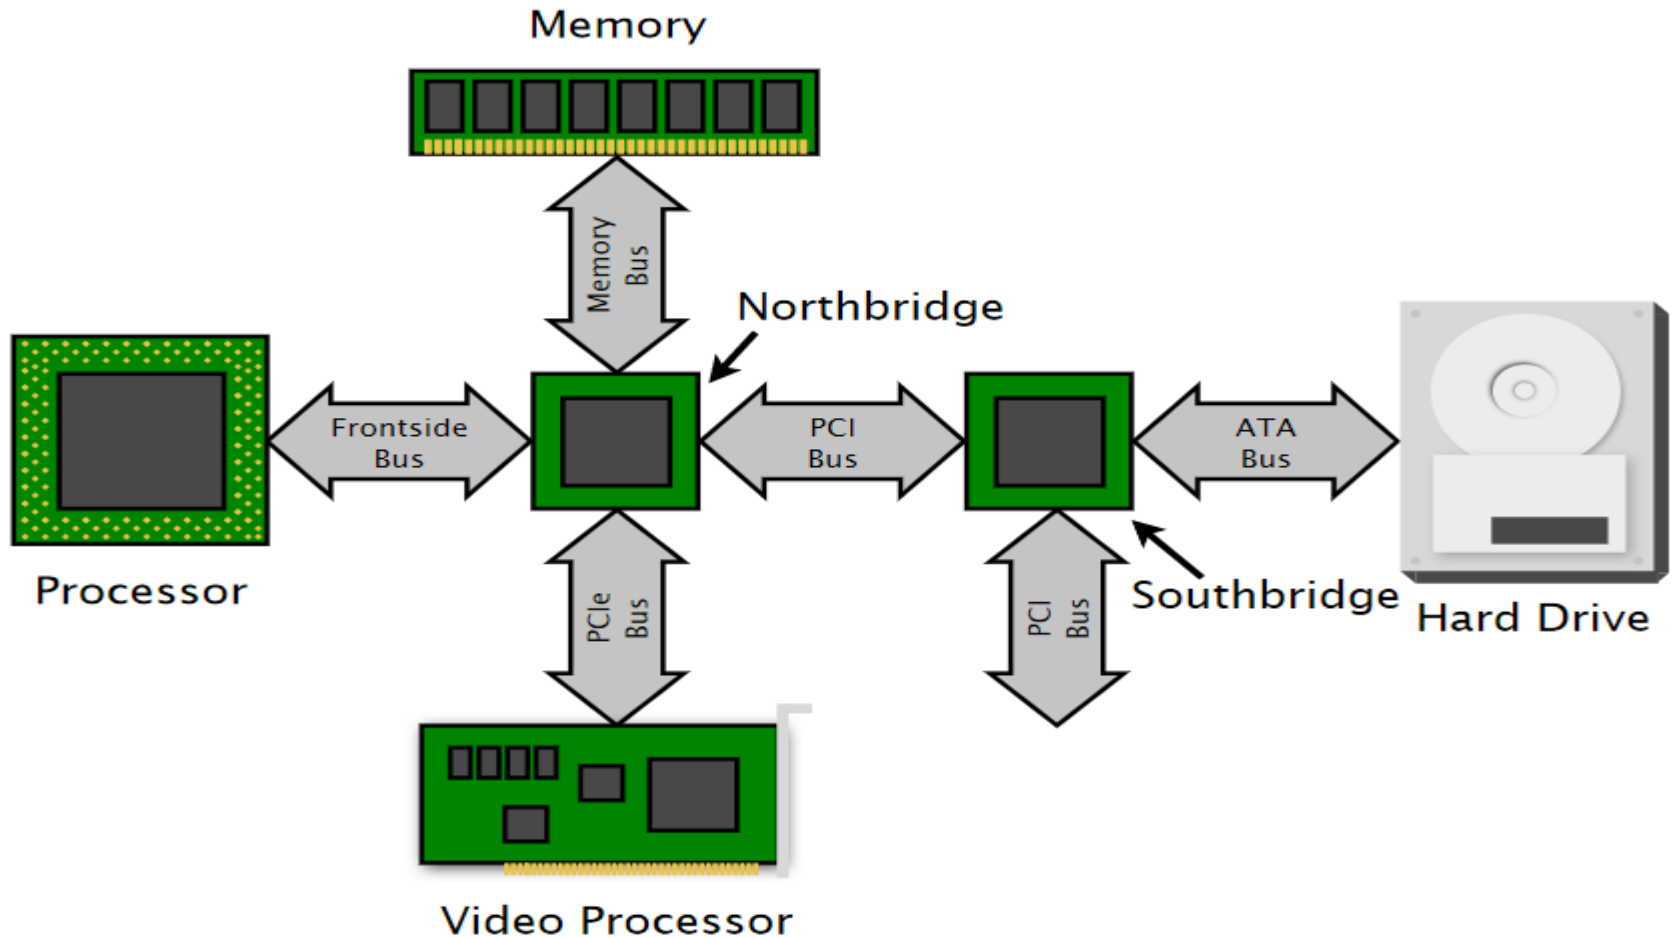 Memory
Memory
Bus
Northbridge
Frontside
Bus
PCI
Bus
ATA
Bus
Processor
PCIe
Bus
PCI
Bus
Southbridge
Hard Drive
Video Processor